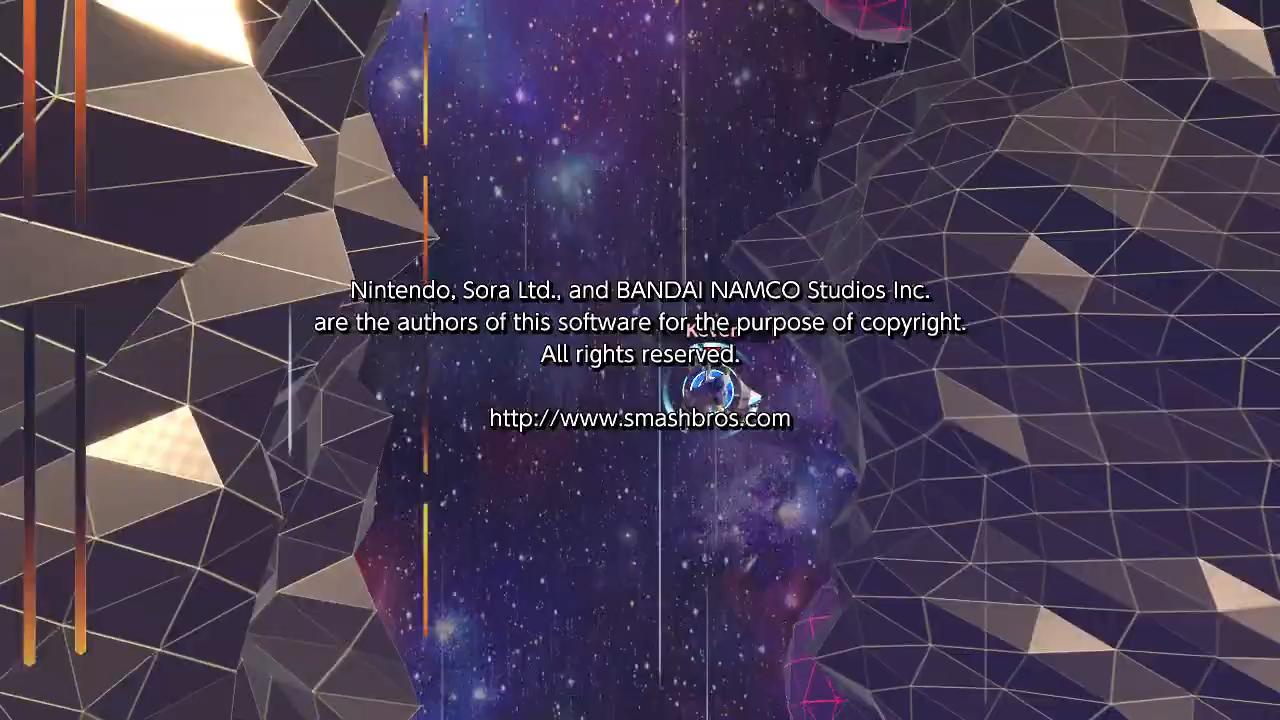 Nintendo, Sora Ltd., and BANDAI NAMCO Studios Inc.
are the authors of this software for the purpose of copyright.
All rights reserved.
http://www.smashbros.com